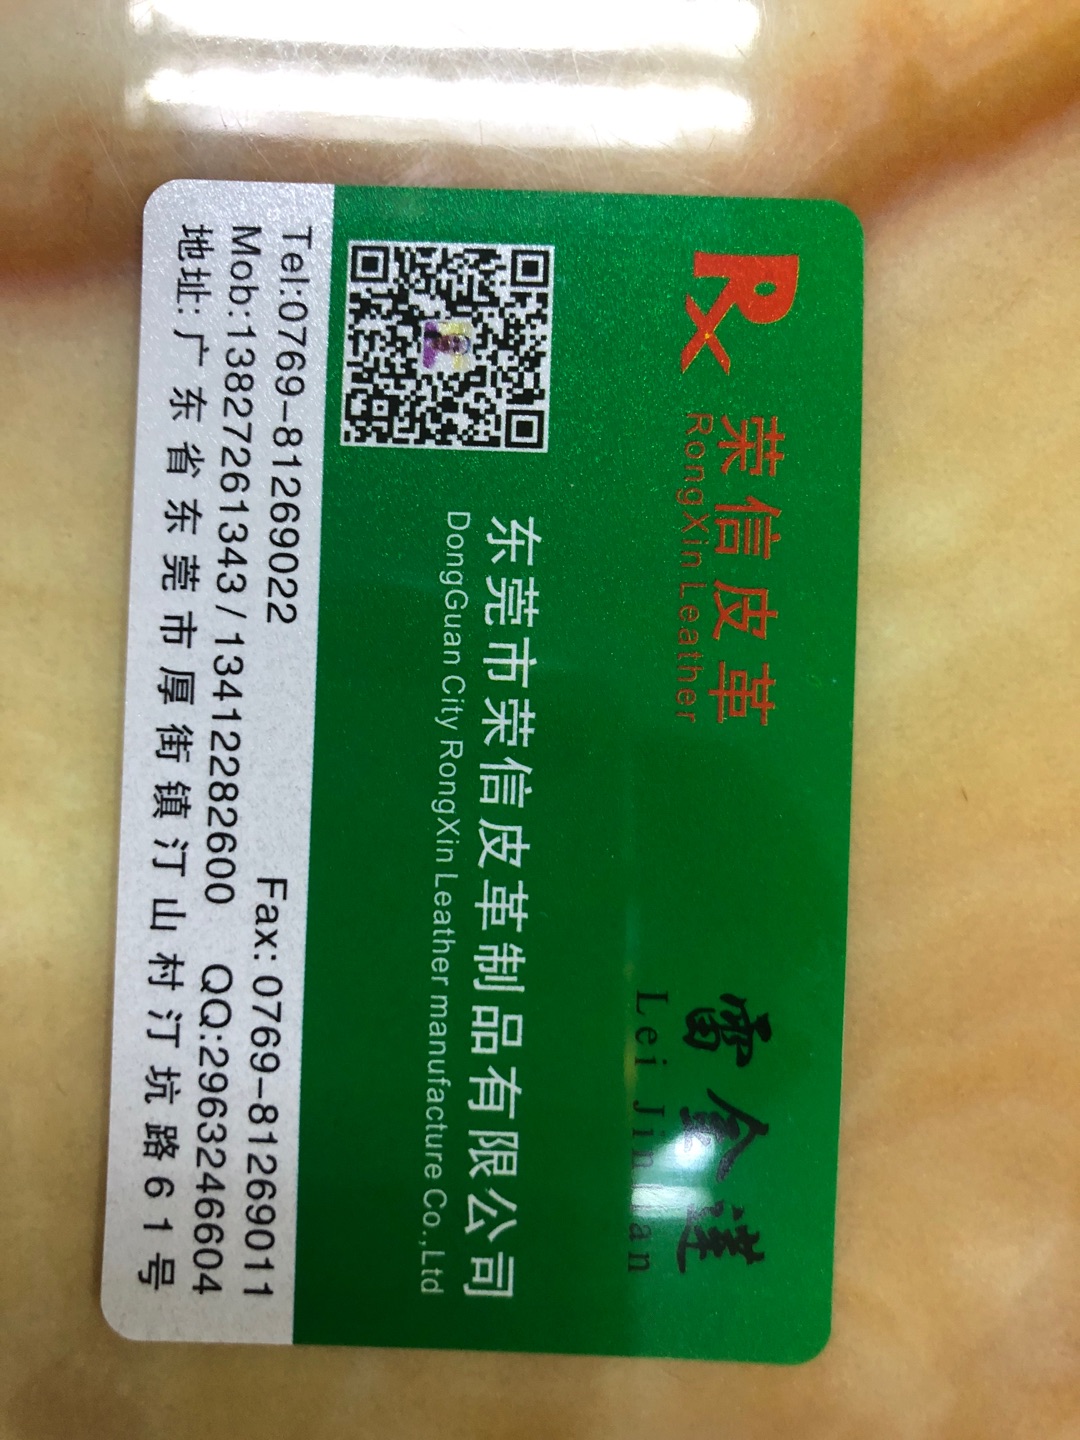 Rx
荣信皮革
RongXin Leather
雷金
Lei Jin
东莞市荣信皮革制品有限公司
DongGuan City RongXin Leather manufacture Co.,Ltd
Tel:0769-81269022 Fax: 0769-81269011
Mob:13827261343/13412282600 QQ:2963246604
地址: 广东省东莞市厚街镇汀山村汀坑路61号